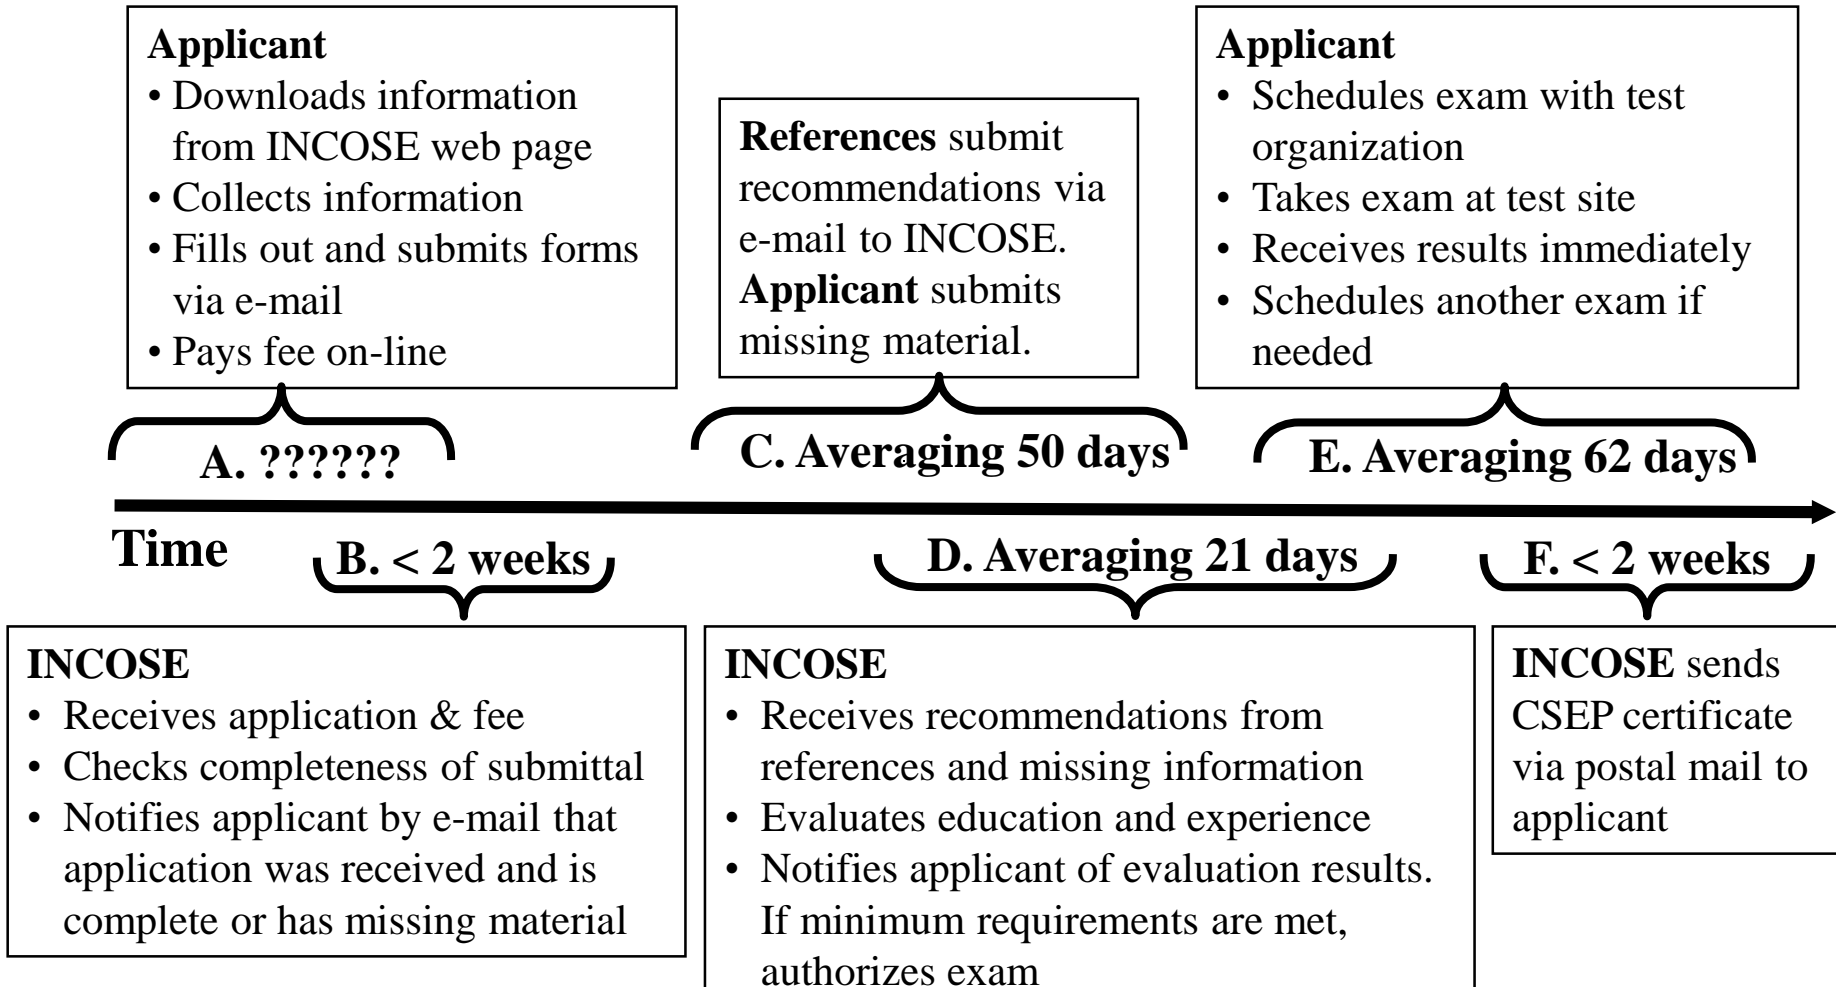 Applicant
• Downloads information
from INCOSE web page
• Collects information
• Fills out and submits forms
via e-mail
• Pays fee on-line
References submit
recommendations via
e-mail to INCOSE.
Applicant submits
missing material.
Applicant
• Schedules exam with test
organization
• Takes exam at test site
• Receives results immediately
• Schedules another exam if
needed
A. ??????
C. Averaging 50 days
E. Averaging 62 days
Time
B. < 2 weeks
D. Averaging 21 days
F. < 2 weeks
INCOSE
• Receives application & fee
• Checks completeness of submittal
• Notifies applicant by e-mail that
application was received and is
complete or has missing material
INCOSE
• Receives recommendations from
references and missing information
• Evaluates education and experience
• Notifies applicant of evaluation results.
If minimum requirements are met,
authorizes exam
INCOSE sends
CSEP certificate
via postal mail to
applicant